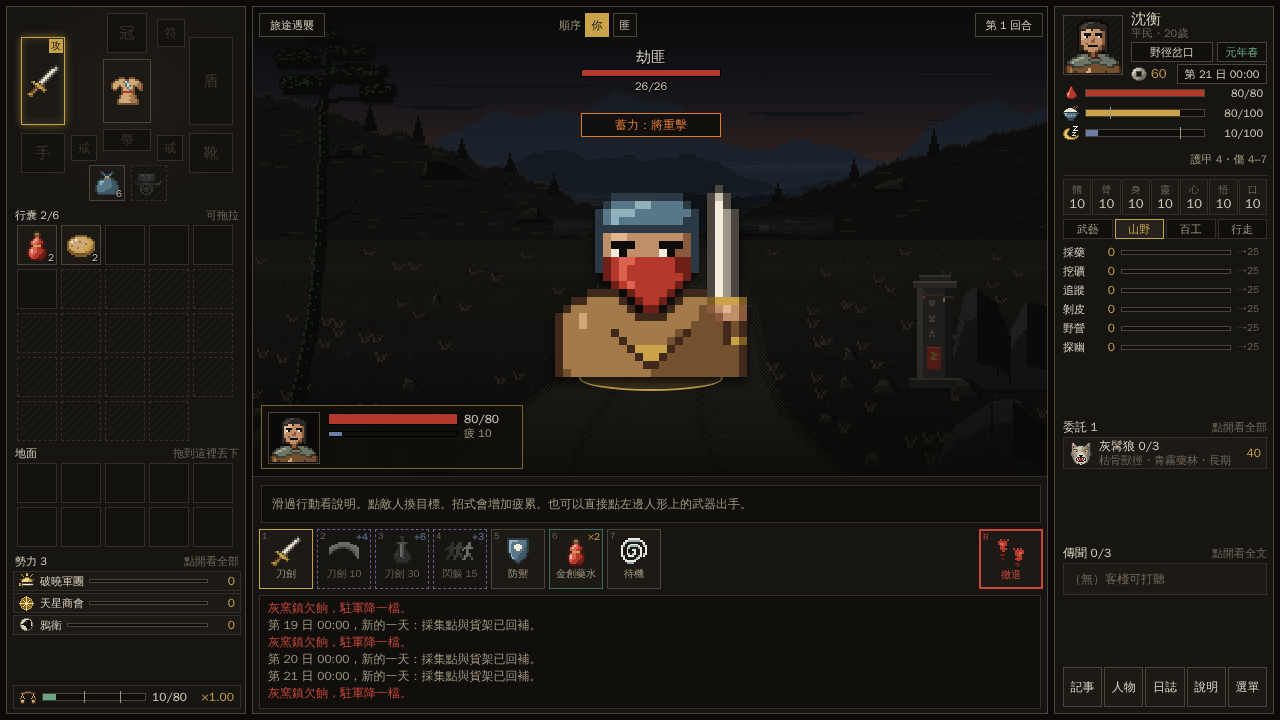 攻
冠
符
盾
手
戒
帶
戒
靴
6
行囊 2/6
可拖拉
2
2
地面
拖到這裡丟下
勢力 3
點開看全部
破曉軍團 0
天星商會 0
鴉衛 0
10/80 ×1.00
旅途遇襲
順序 你 匪
第 1 回合
劫匪
26/26
蓄力：將重擊
80/80
疲 10
滑過行動看說明。點敵人換目標。招式會增加疲累。也可以直接點左邊人形上的武器出手。
1 刀劍
2 +4 刀劍 10
3 +6 刀劍 30
4 +3 閃躲 15
5 防禦
6 ×2 金創藥水
7 待機
R 撤退
灰窯鎮欠餉，駐軍降一檔。
第 19 日 00:00，新的一天：採集點與貨架已回補。
灰窯鎮欠餉，駐軍降一檔。
第 20 日 00:00，新的一天：採集點與貨架已回補。
第 21 日 00:00，新的一天：採集點與貨架已回補。
灰窯鎮欠餉，駐軍降一檔。
沈衡
平民・20歲
野徑岔口 元年春
60 第 21 日 00:00
80/80
80/100
10/100
護甲 4・傷 4–7
體 臂 身 靈 心 悟 口
10 10 10 10 10 10 10
武藝 山野 百工 行走
採藥 0 →25
挖礦 0 →25
追蹤 0 →25
剝皮 0 →25
野營 0 →25
探幽 0 →25
委託 1
點開看全部
灰髯狼 0/3
枯骨獸徑・青霧藥林・長期
40
傳聞 0/3
點開看全文
（無）客棧可打聽
記事 人物 日誌 說明 選單